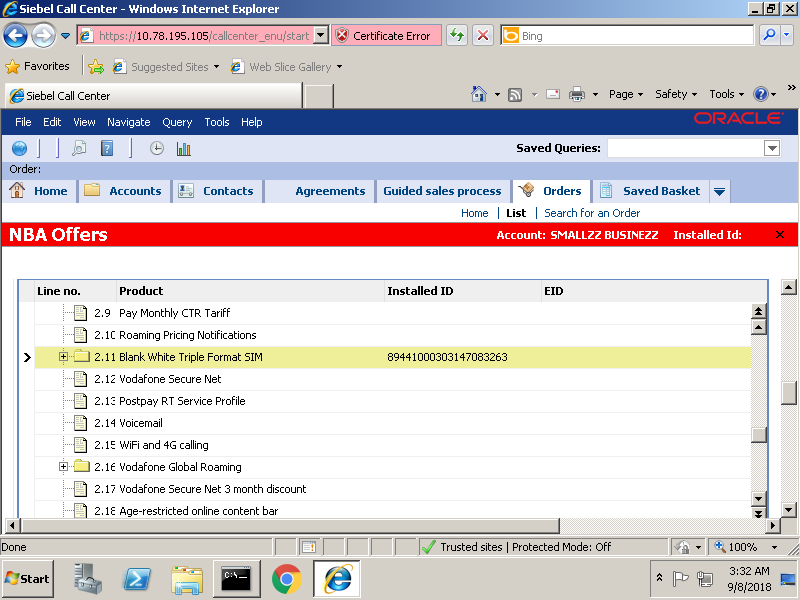 Siebel Call Center - Windows Internet Explorer
https://10.78.195.105/callcenter_enu/start
Certificate Error
Bing
Favorites
Suggested Sites
Web Slice Gallery
Siebel Call Center
Page
Safety
Tools
File Edit View Navigate Query Tools Help
ORACLE
Saved Queries:
Order:
Home Accounts Contacts Agreements Guided sales process Orders Saved Basket
Home | List | Search for an Order
NBA Offers
Account: SMALLZZ BUSINEZZ Installed Id:
Line no. Product Installed ID EID
2.9 Pay Monthly CTR Tariff
2.10 Roaming Pricing Notifications
2.11 Blank White Triple Format SIM 89441000303147083263
2.12 Vodafone Secure Net
2.13 Postpay RT Service Profile
2.14 Voicemail
2.15 WiFi and 4G calling
2.16 Vodafone Global Roaming
2.17 Vodafone Secure Net 3 month discount
2.18 Age-restricted online content bar
Done
Trusted sites | Protected Mode: Off
100%
Start
C:\.
3:32 AM
9/8/2018